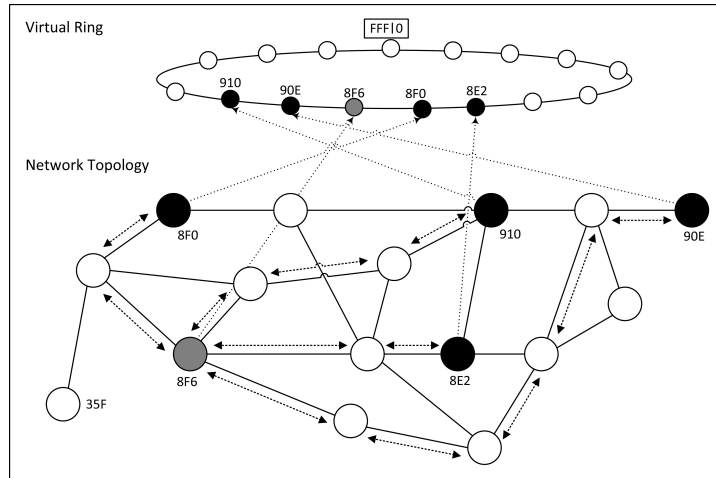 Virtual Ring
FFF|0
910
90E
8F6
8F0
8E2
Network Topology
8F0
910
90E
8F6
8E2
35F